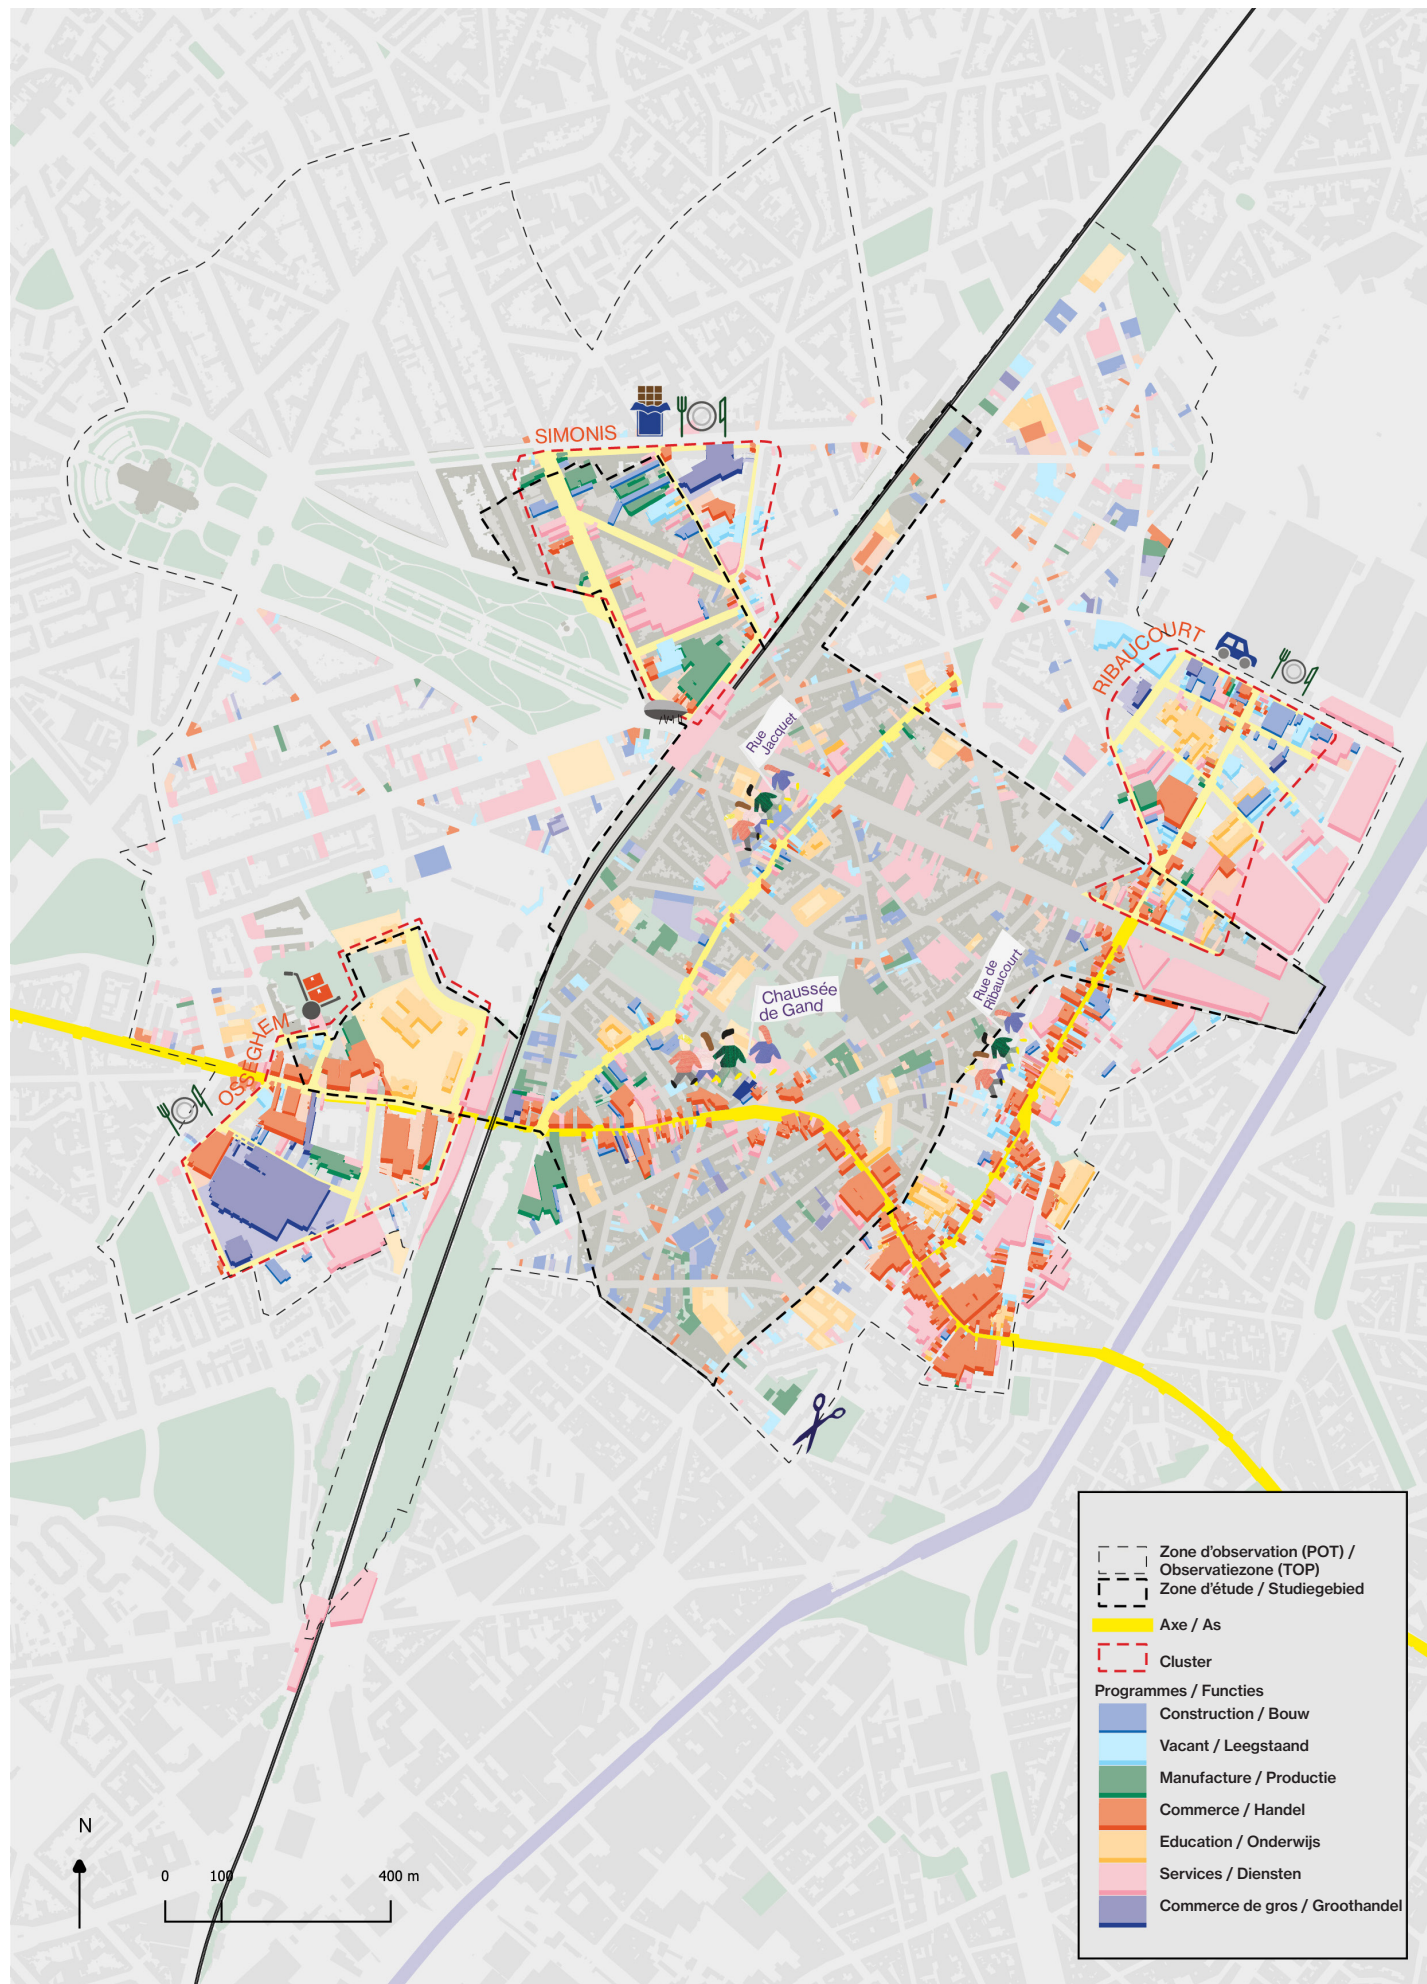 SIMONIS
RIBAUCOURT
Rue
Jacquet
Rue de
Ribaucourt
Chaussée
de Gand
OSSEGHEM
Zone d'observation (POT) /
Observatiezone (TOP)
Zone d'étude / Studiegebied
Axe / As
Cluster
Programmes / Functies
Construction / Bouw
Vacant / Leegstaand
Manufacture / Productie
Commerce / Handel
Education / Onderwijs
Services / Diensten
Commerce de gros / Groothandel
N
0 100 400 m